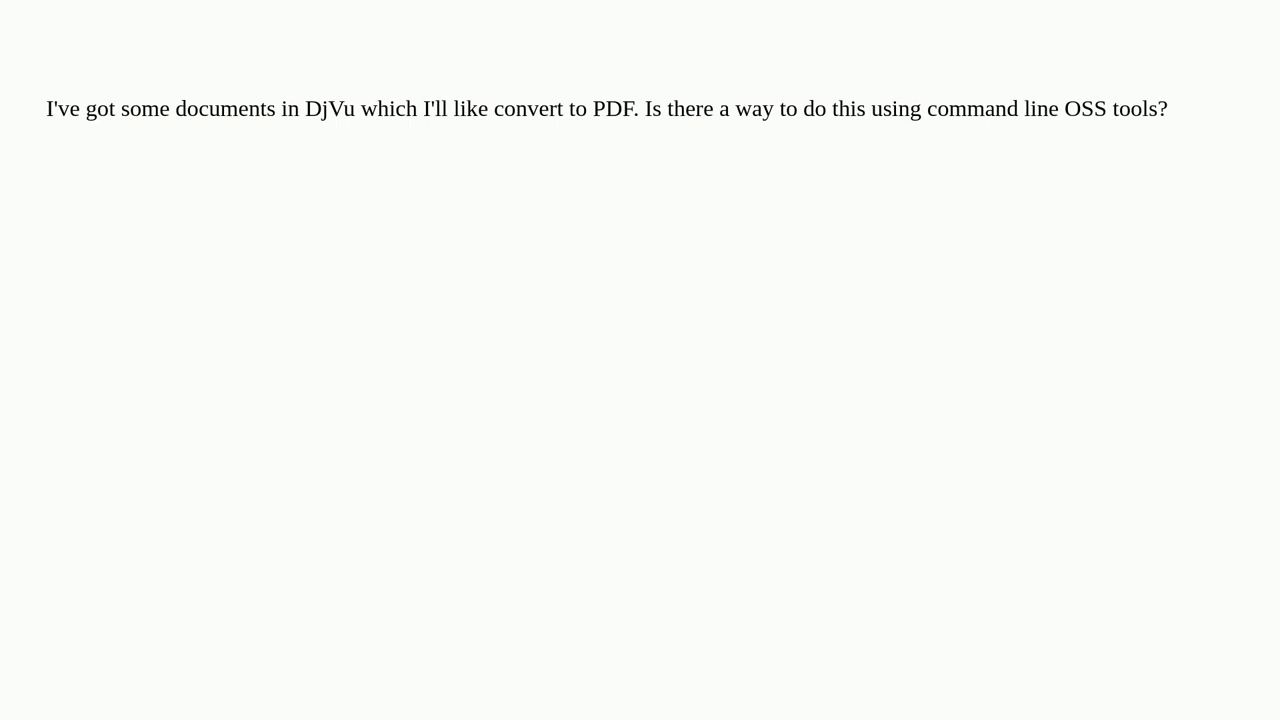 I've got some documents in DjVu which I'll like convert to PDF. Is there a way to do this using command line OSS tools?